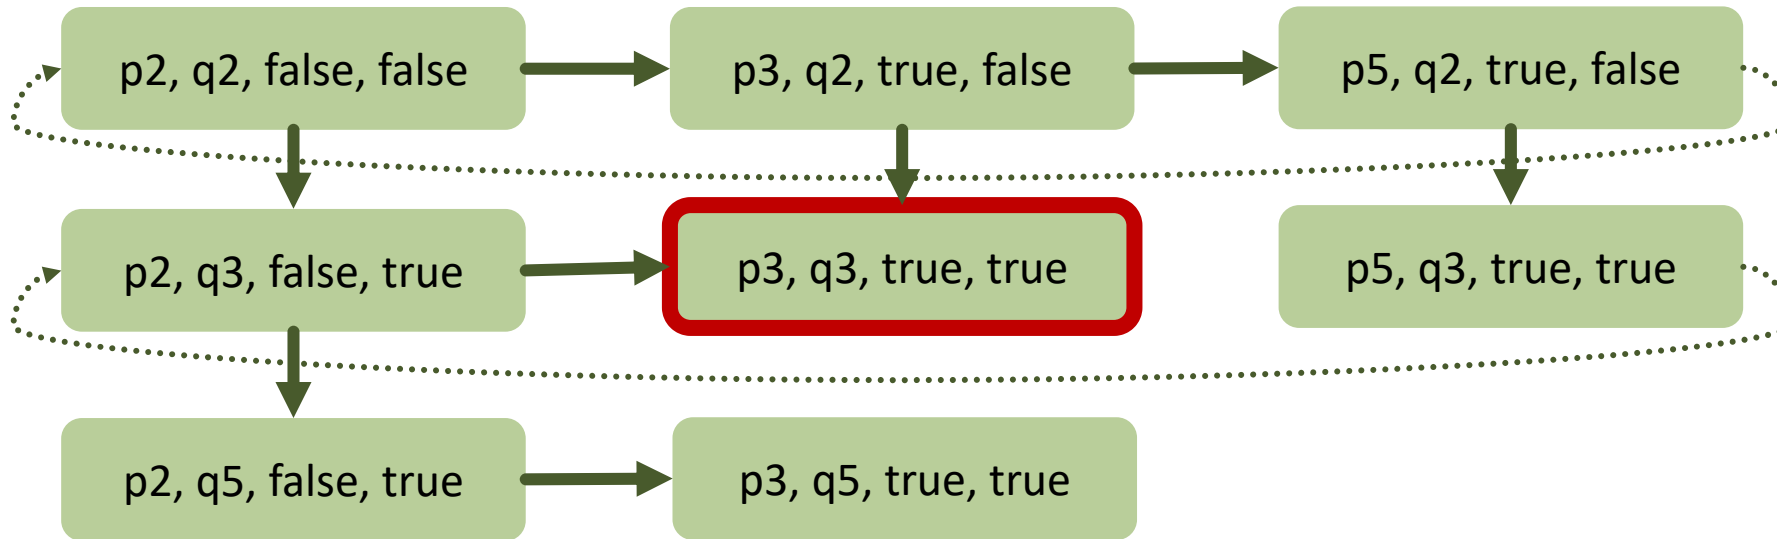 p2, q2, false, false
p3, q2, true, false
p5, q2, true, false
p2, q3, false, true
p3, q3, true, true
p5, q3, true, true
p2, q5, false, true
p3, q5, true, true